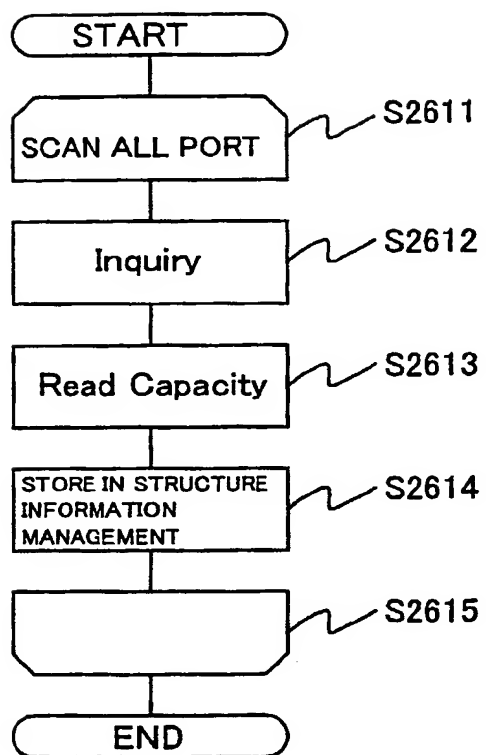 START
SCAN ALL PORT
S2611
Inquiry
S2612
Read Capacity
S2613
STORE IN STRUCTURE
INFORMATION
MANAGEMENT
S2614
S2615
END